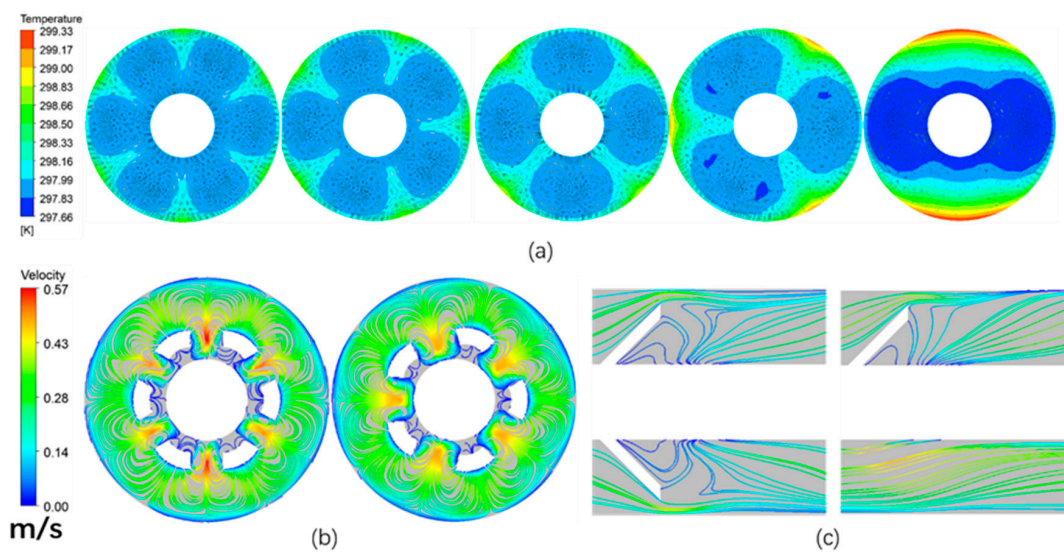 Temperature
299.33
299.17
299.00
298.83
298.66
298.50
298.33
298.16
297.99
297.83
297.66
[K]
(a)
Velocity
0.57
0.43
0.28
0.14
0.00
m/s
(b)
(c)